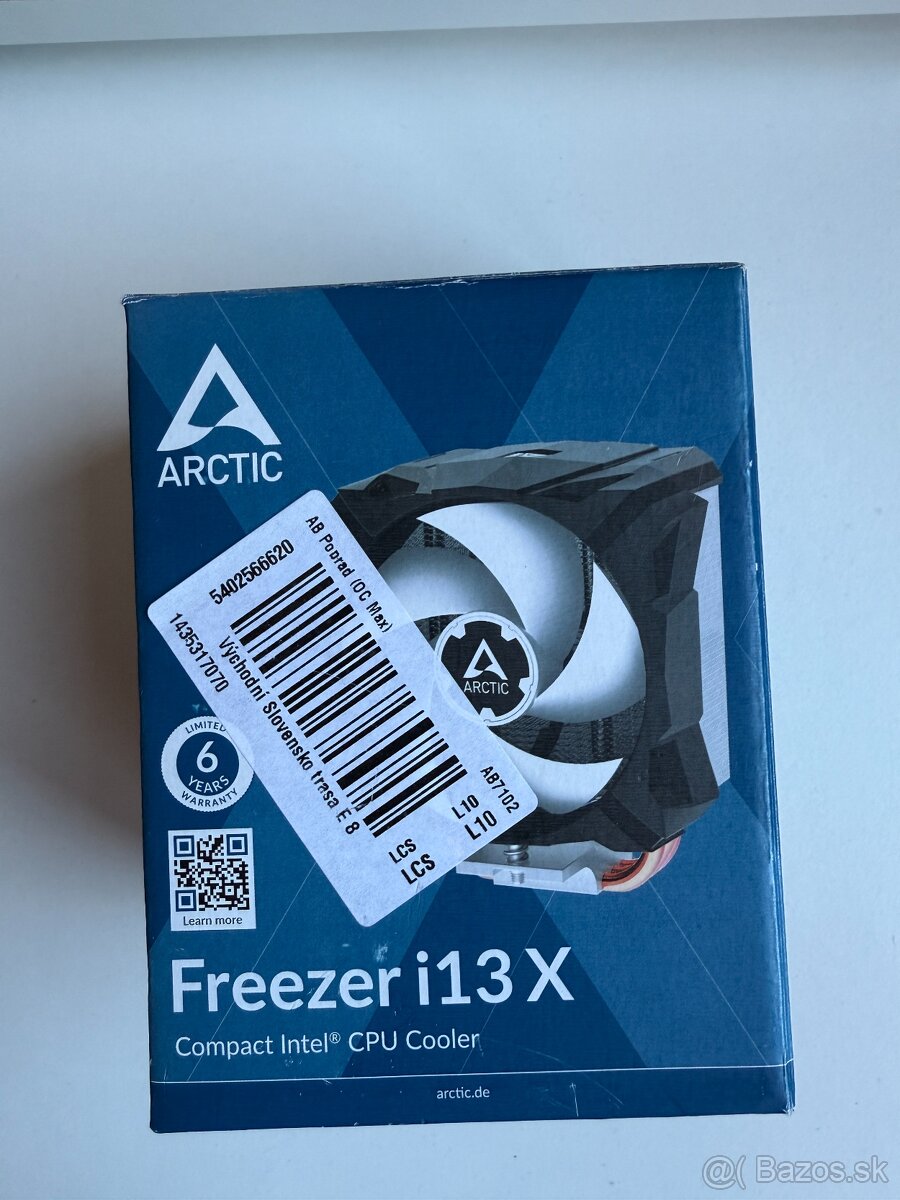 ARCTIC
5402566620
AB Poprad (OC Max)
1435317070
Východní Slovensko trasa E 8
AB7102
LCS L10
LCS L10
ARCTIC
LIMITED
6
YEARS
WARRANTY
Learn more
Freezer i13 X
Compact Intel® CPU Cooler
arctic.de
@( Bazos.sk